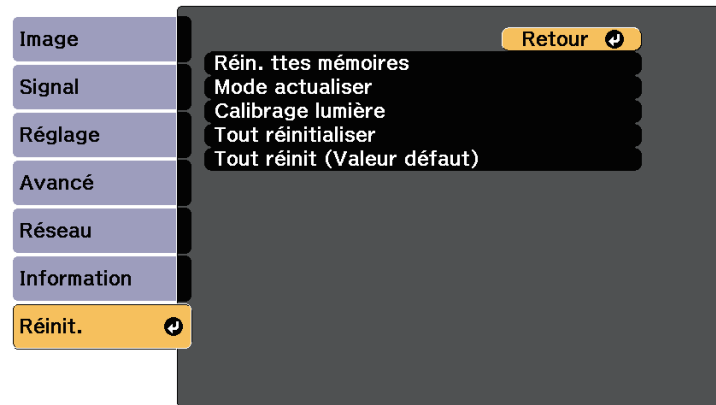 Image
Signal
Réglage
Avancé
Réseau
Information
Réinit.
Retour
Réin. ttes mémoires
Mode actualiser
Calibrage lumière
Tout réinitialiser
Tout réinit (Valeur défaut)